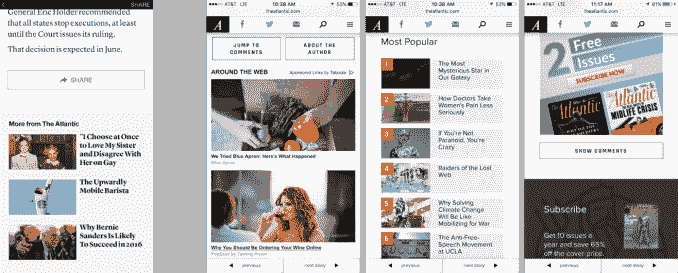 SHARE
General Eric Holder recommended
that all states stop executions, at least
until the Court issues its ruling.
That decision is expected in June.
SHARE
More from The Atlantic
"I Choose at Once
to Love My Sister
and Disagree With
Her on Gay
The Upwardly
Mobile Barista
Why Bernie
Sanders Is Likely
To Succeed in 2016
AT&T LTE 10:38 AM 53%
theatlantic.com
A
JUMP TO
COMMENTS
ABOUT THE
AUTHOR
AROUND THE WEB
Sponsored Links by Taboola
We Tried Blue Apron: Here's What Happened
Blue Apron
Why You Should Be Ordering Your Wine Online
previous
next story
AT&T LTE 10:38 AM 53%
theatlantic.com
A
Most Popular
1
The Most
Mysterious Star in
Our Galaxy
2
How Doctors Take
Women's Pain Less
Seriously
3
If You're Not
Paranoid, You're
Crazy
4
Raiders of the Lost
Web
5
Why Solving
Climate Change
Will Be Like
Mobilizing for War
6
The Anti-Free-
Speech Movement
at UCLA
previous
next story
AT&T LTE 11:17 AM 61%
theatlantic.com
A
2 Free
Issues
SUBSCRIBE NOW
The Atlantic
The Atlantic
MIDLIFE CRISIS
SHOW COMMENTS
Subscribe
Get 10 issues a
year and save 65%
off the cover price.
previous
next story